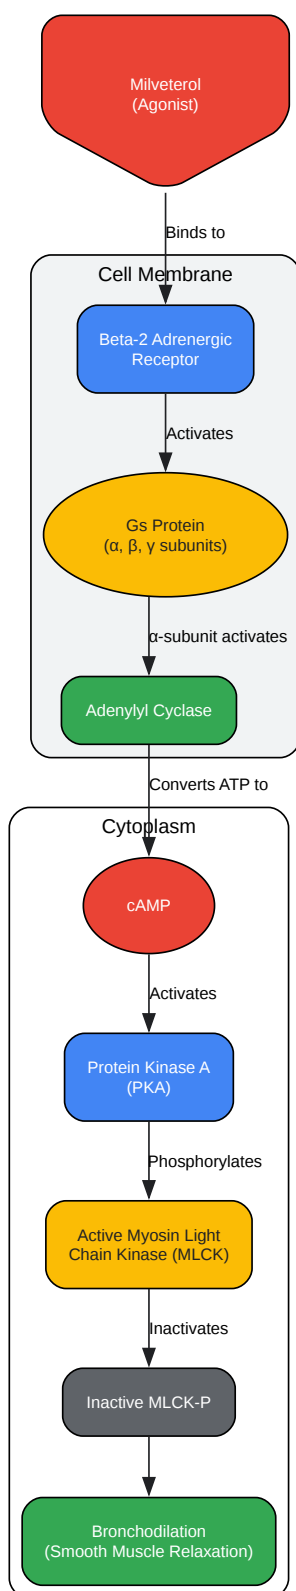 Milveterol
(Agonist)
Binds to
Cell Membrane
Beta-2 Adrenergic
Receptor
Activates
Gs Protein
(α, β, γ subunits)
α-subunit activates
Adenylyl Cyclase
Converts ATP to
Cytoplasm
cAMP
Activates
Protein Kinase A
(PKA)
Phosphorylates
Active Myosin Light
Chain Kinase (MLCK)
Inactivates
Inactive MLCK-P
Bronchodilation
(Smooth Muscle Relaxation)